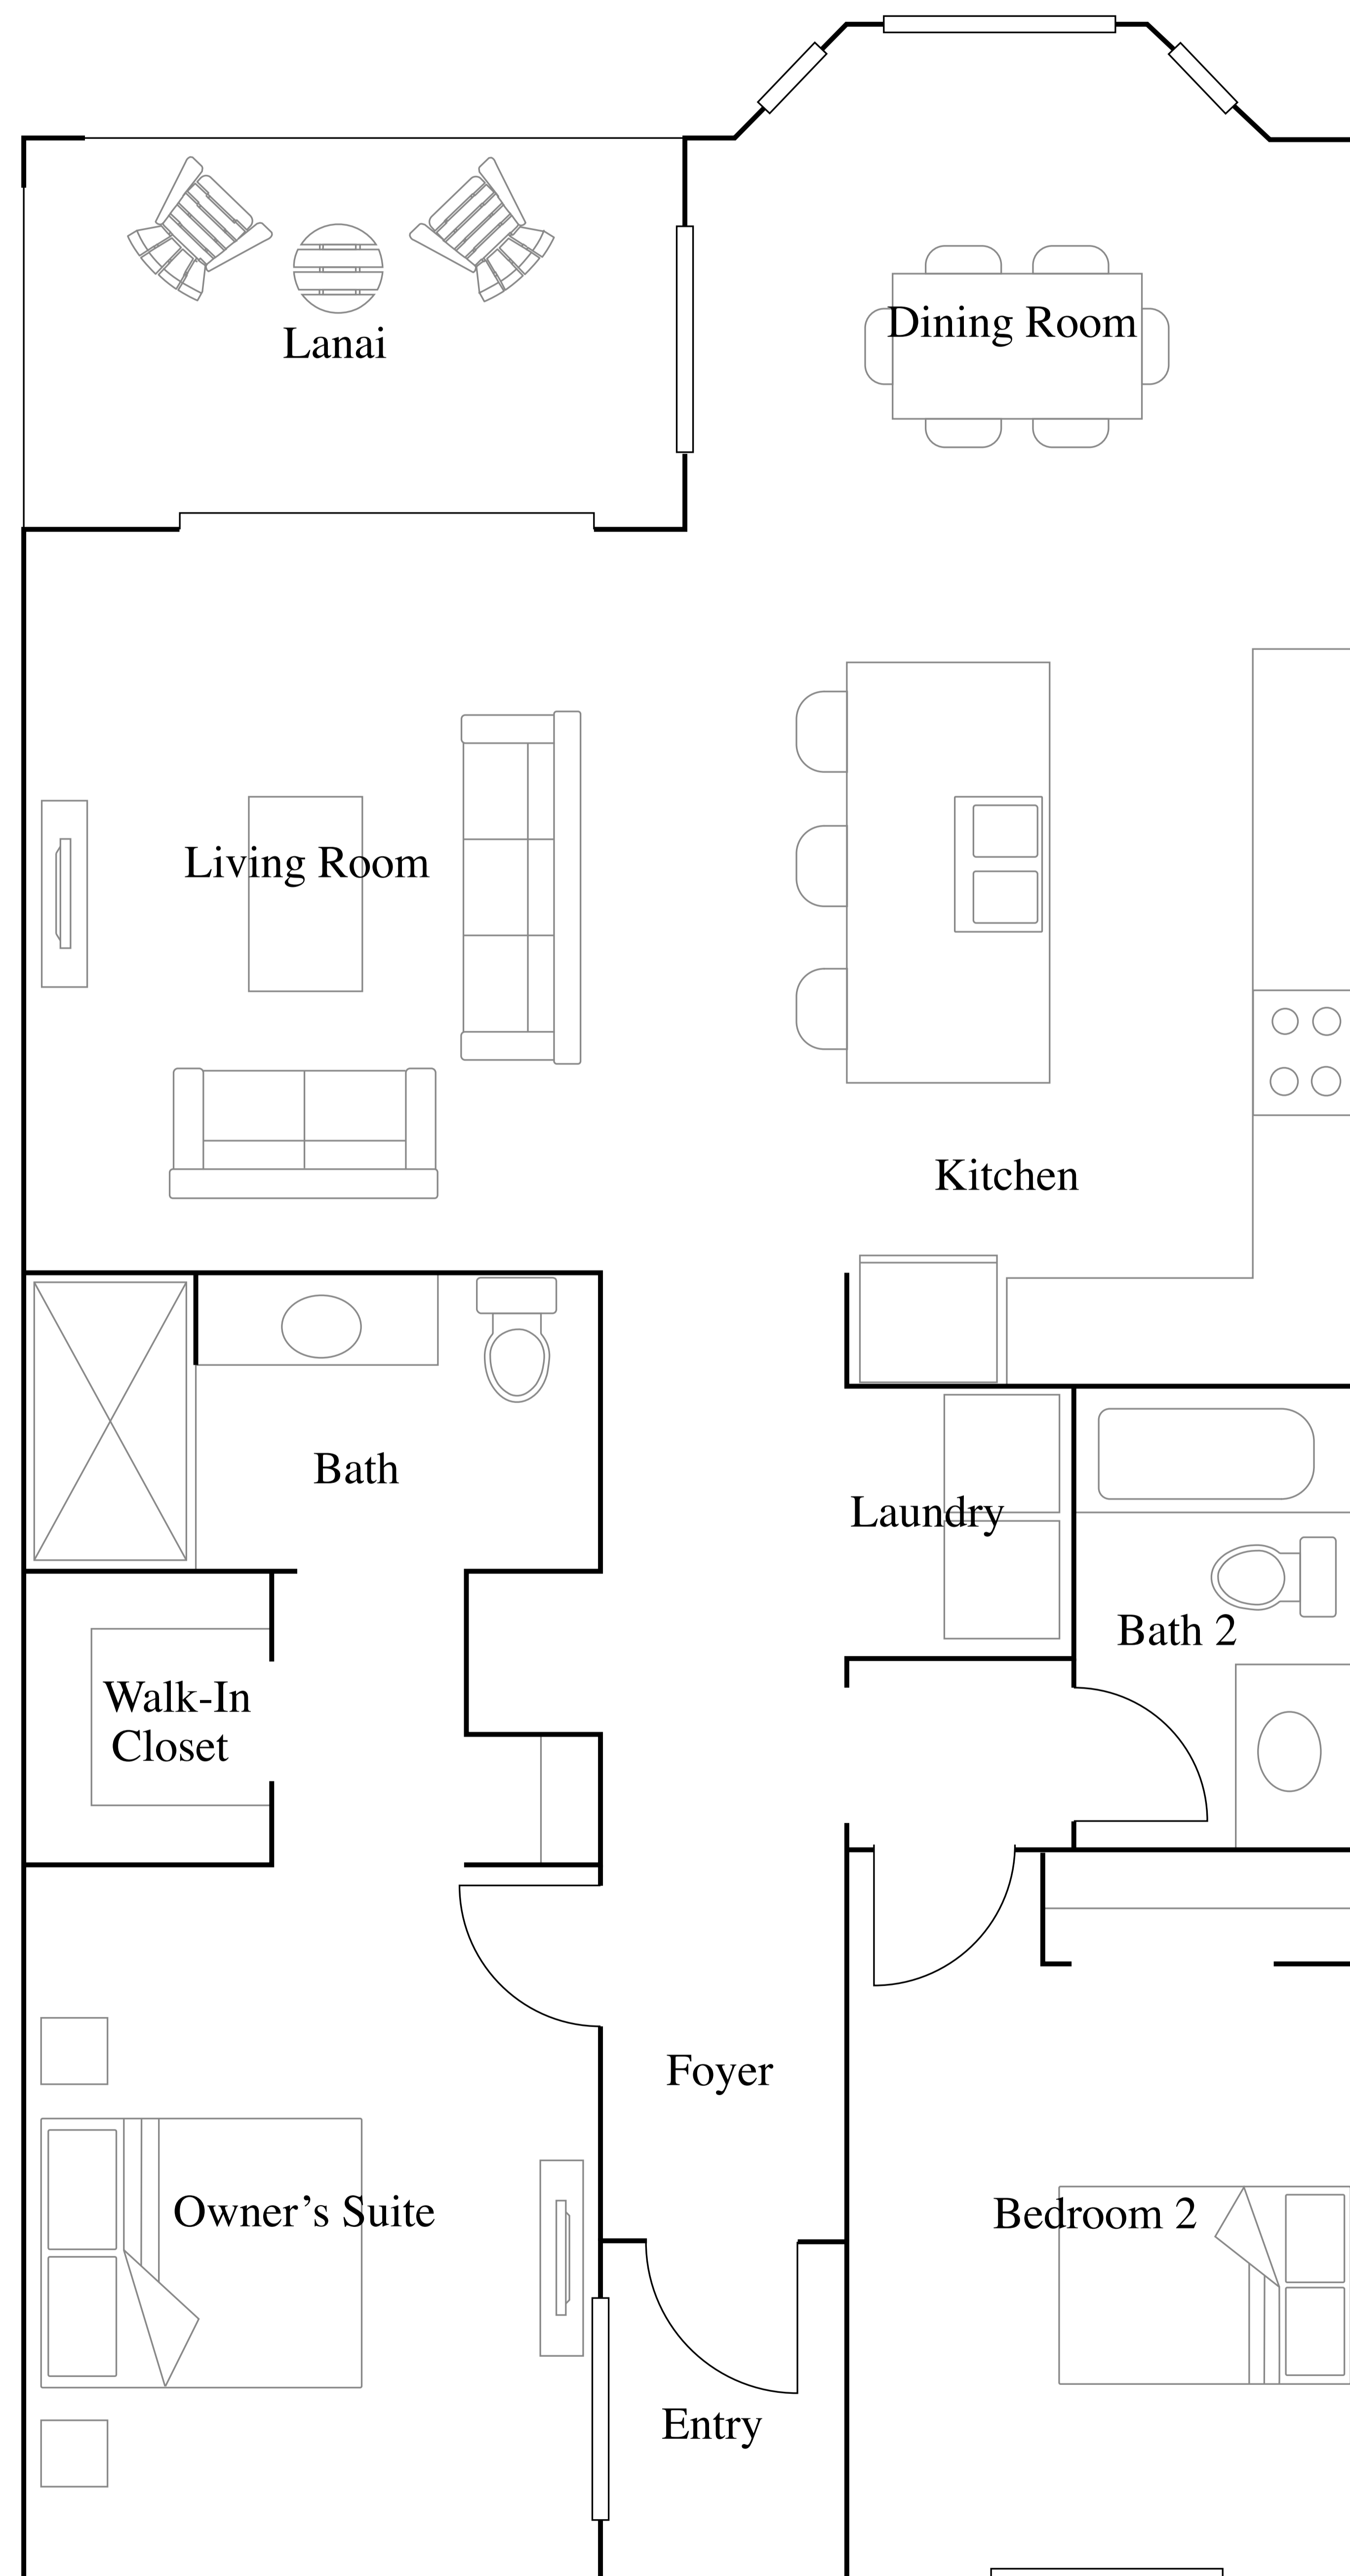 Dining Room
Lanai
Living Room
Kitchen
Bath
Laundry
Bath 2
Walk-In
Closet
Foyer
Owner’s Suite
Bedroom 2
Entry